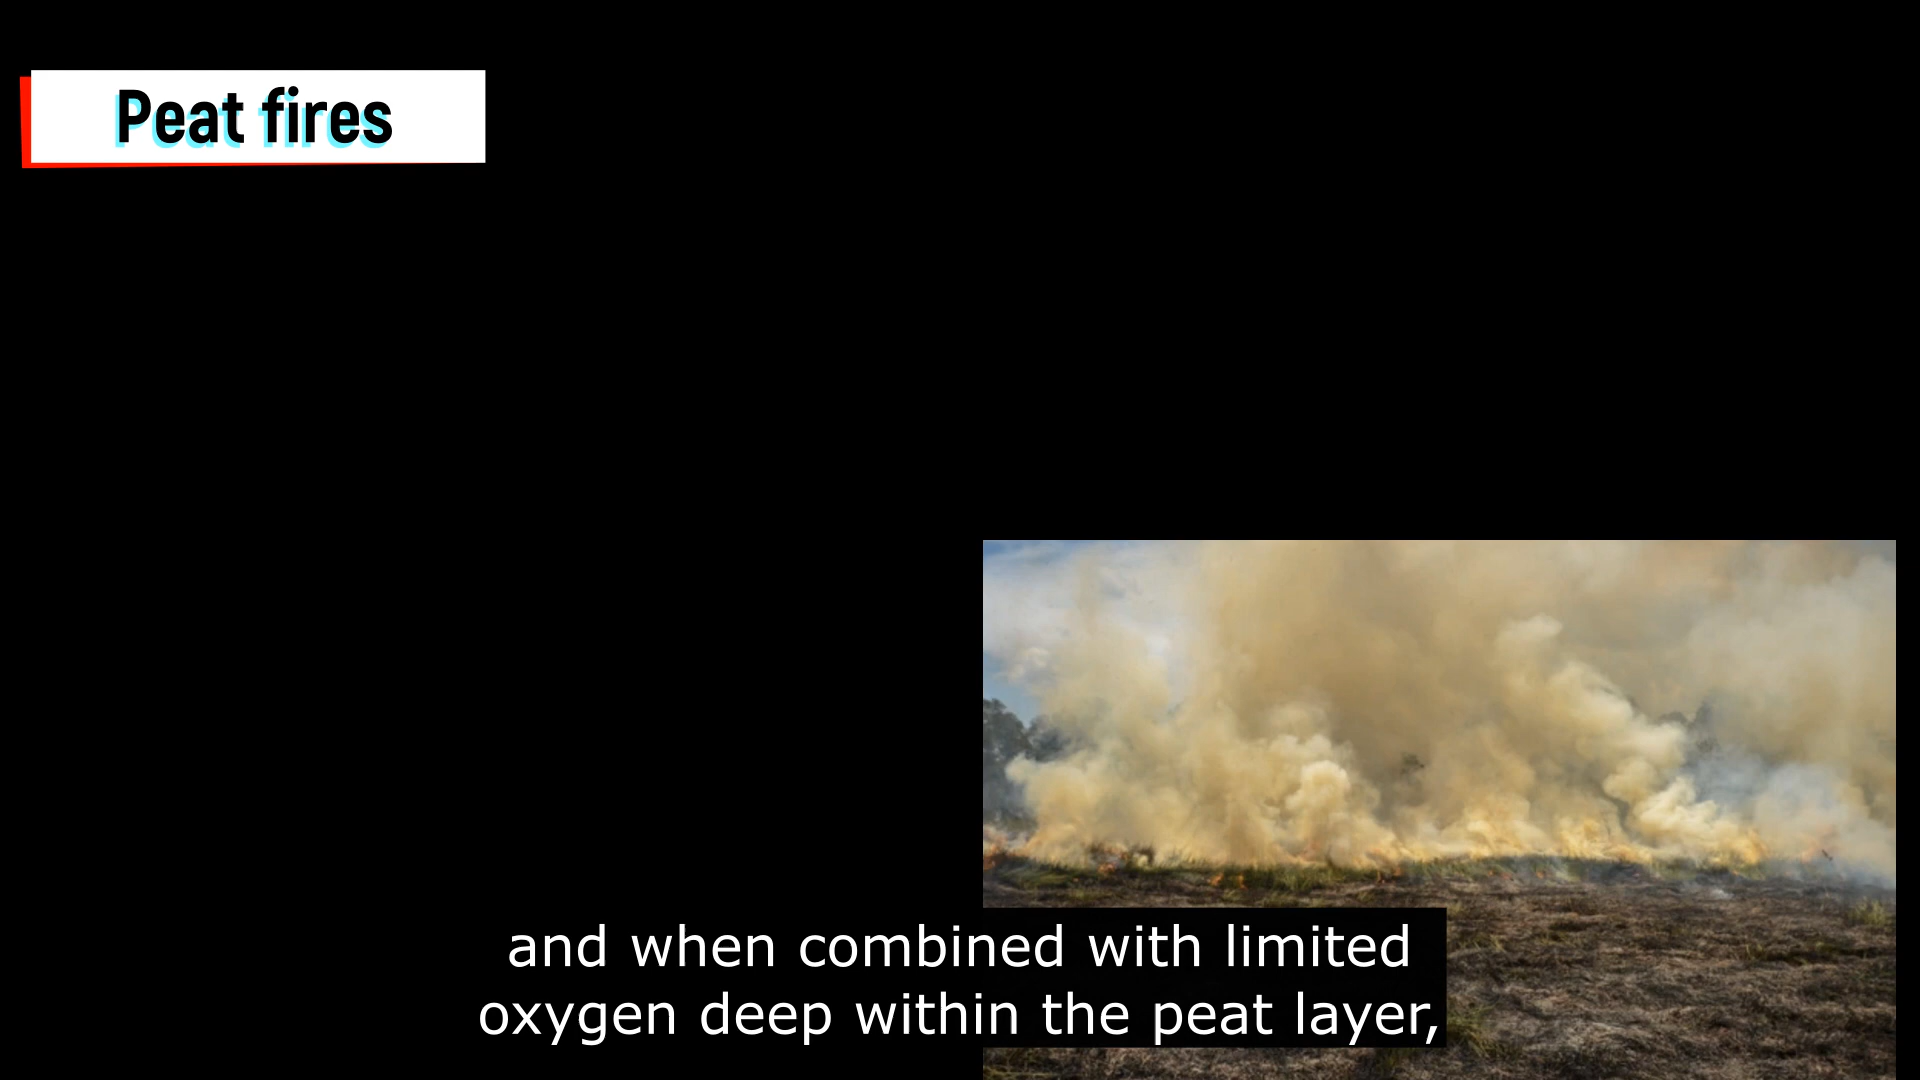 Peat fires
and when combined with limited
oxygen deep within the peat layer,